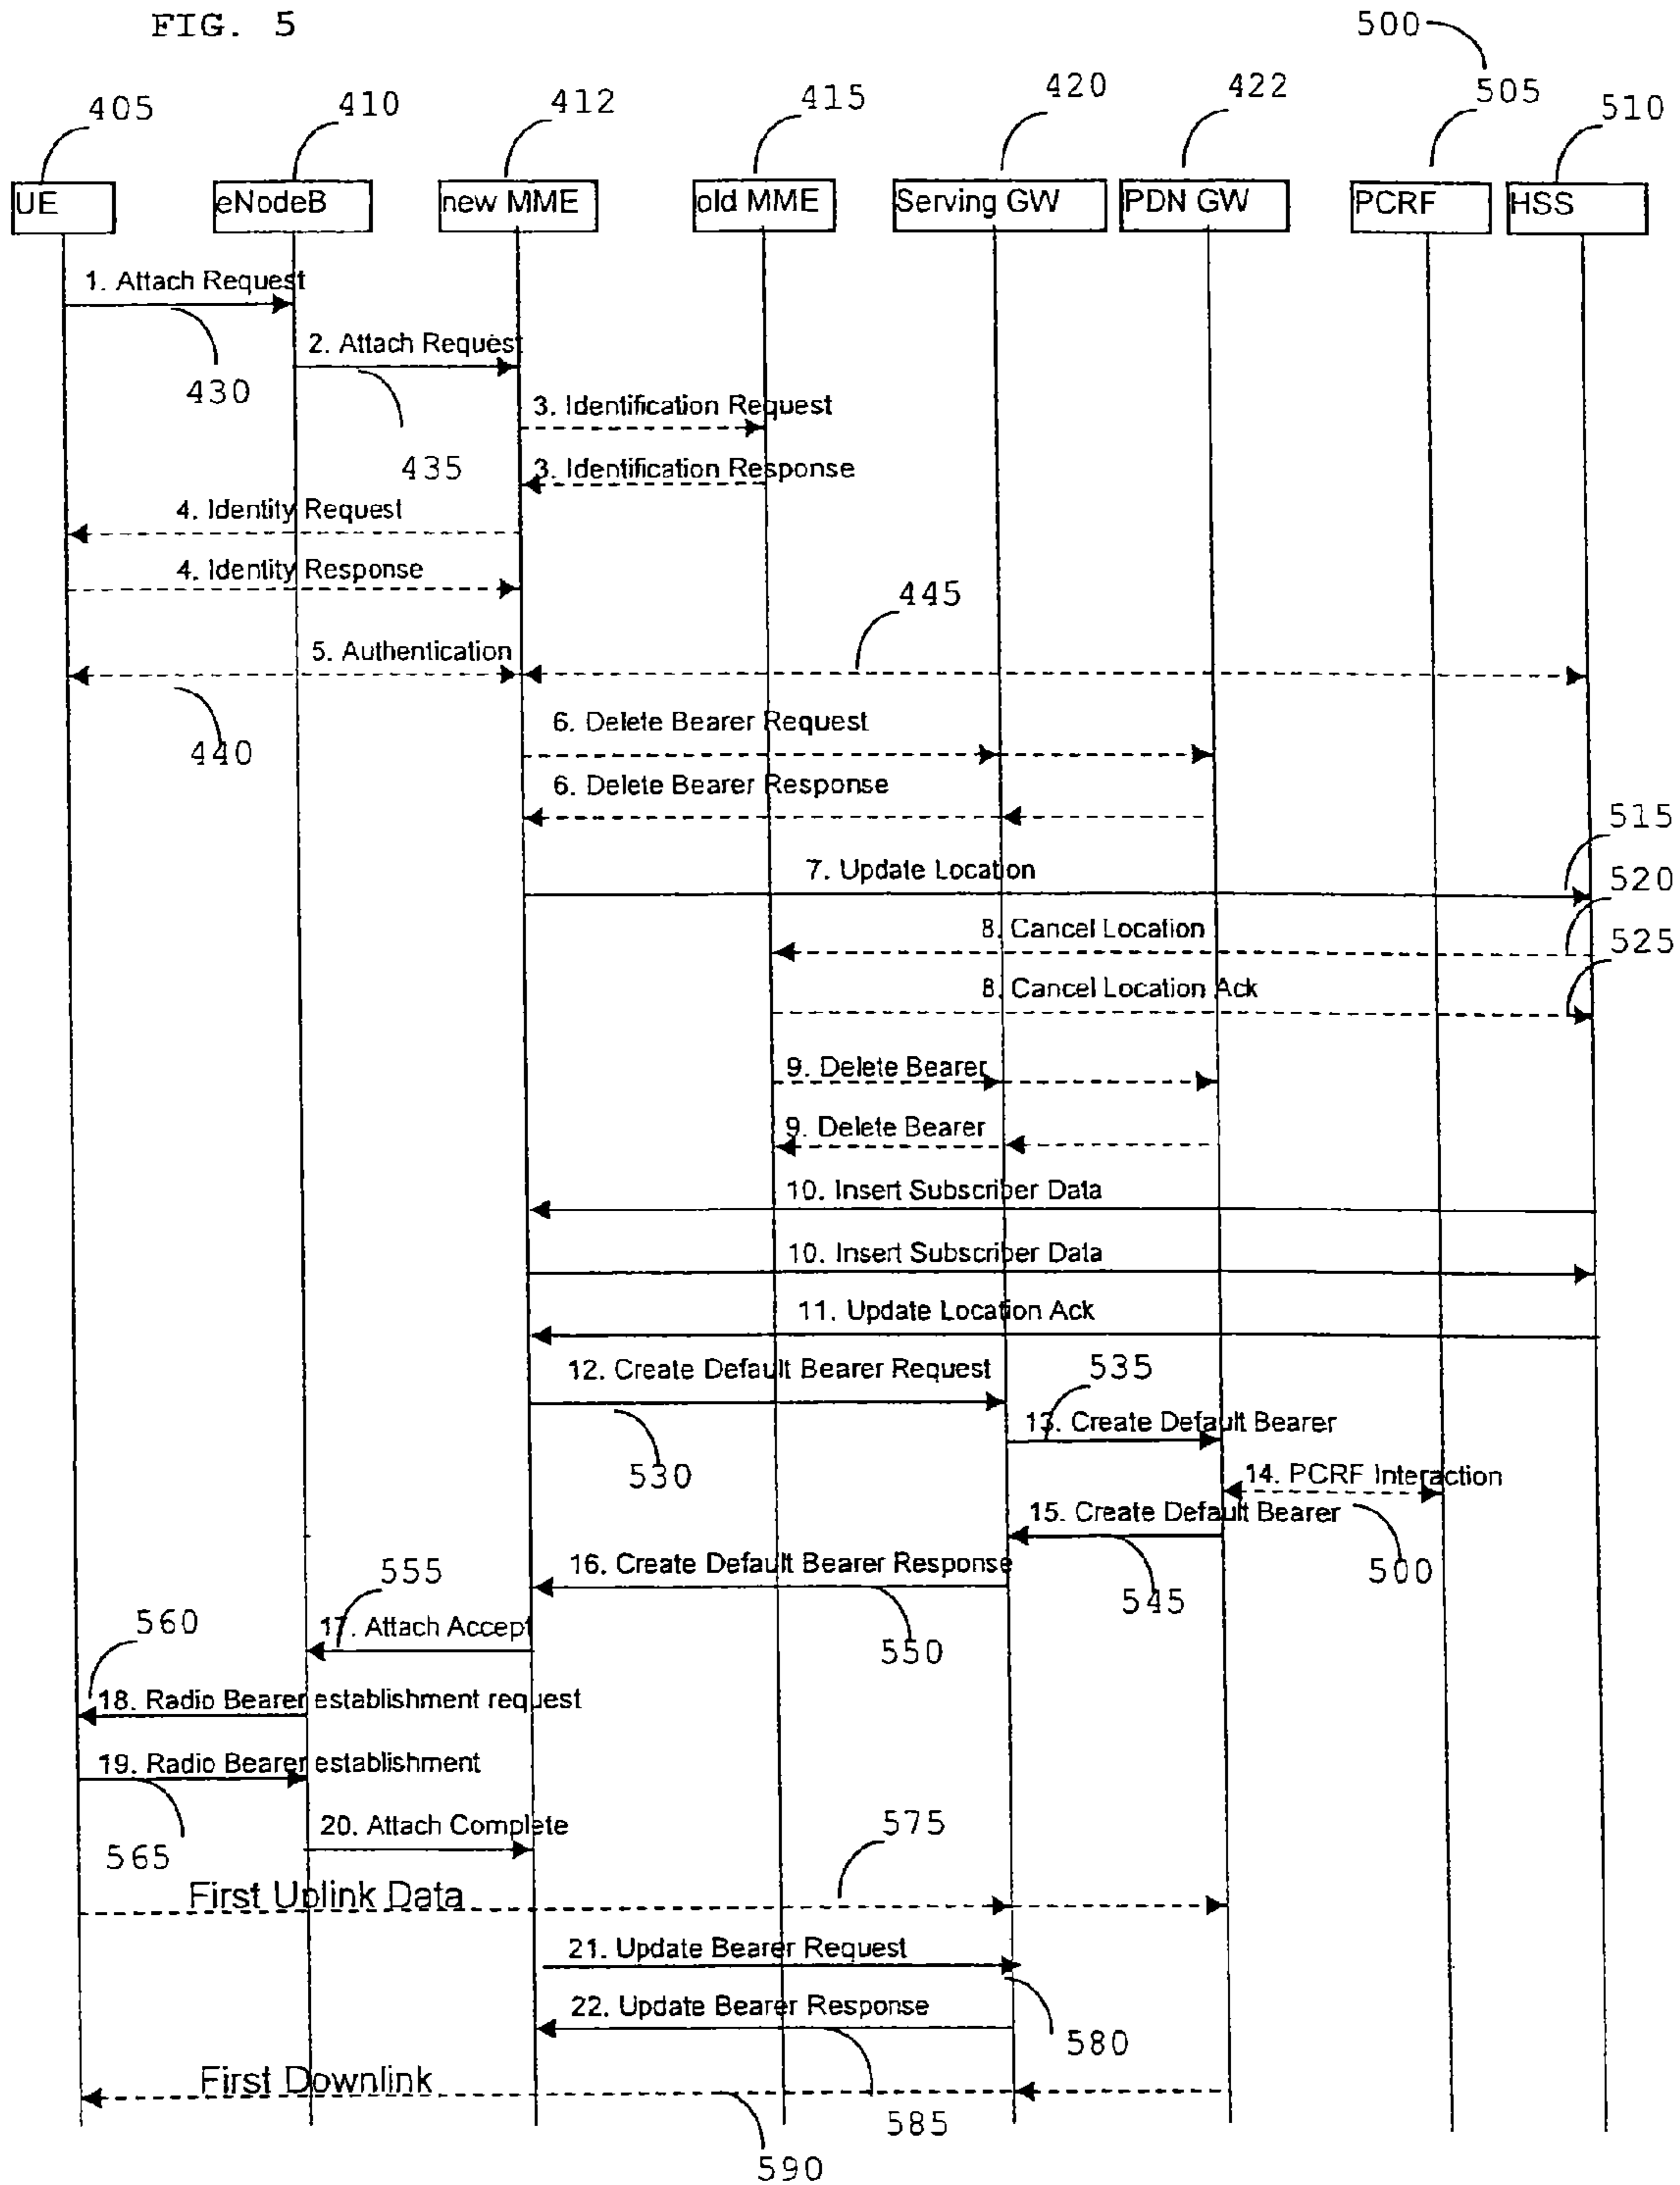 FIG. 5
500
405
410
412
415
420
422
505
510
UE
eNodeB
new MME
old MME
Serving GW
PDN GW
PCRF
HSS
1. Attach Request
430
2. Attach Request
435
3. Identification Request
3. Identification Response
4. Identity Request
4. Identity Response
445
5. Authentication
440
6. Delete Bearer Request
6. Delete Bearer Response
515
7. Update Location
520
8. Cancel Location
525
8. Cancel Location Ack
9. Delete Bearer
9. Delete Bearer
10. Insert Subscriber Data
10. Insert Subscriber Data
11. Update Location Ack
12. Create Default Bearer Request
535
13. Create Default Bearer
530
14. PCRF Interaction
15. Create Default Bearer
500
16. Create Default Bearer Response
545
555
17. Attach Accept
560
550
18. Radio Bearer establishment request
19. Radio Bearer establishment
20. Attach Complete
575
565
First Uplink Data
21. Update Bearer Request
22. Update Bearer Response
580
First Downlink
585
590